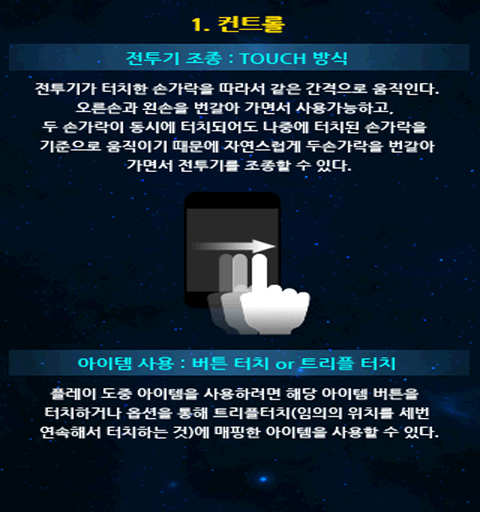 1. 컨트롤
전투기 조종 : TOUCH 방식
전투기가 터치한 손가락을 따라서 같은 간격으로 움직인다.
오른손과 왼손을 번갈아 가면서 사용가능하고,
두 손가락이 동시에 터치되어도 나중에 터치된 손가락을
기준으로 움직이기 때문에 자연스럽게 두손가락을 번갈아
가면서 전투기를 조종할 수 있다.
아이템 사용 : 버튼 터치 or 트리플 터치
플레이 도중 아이템을 사용하려면 해당 아이템 버튼을
터치하거나 옵션을 통해 트리플터치(임의의 위치를 세번
연속해서 터치하는 것)에 매핑한 아이템을 사용할 수 있다.